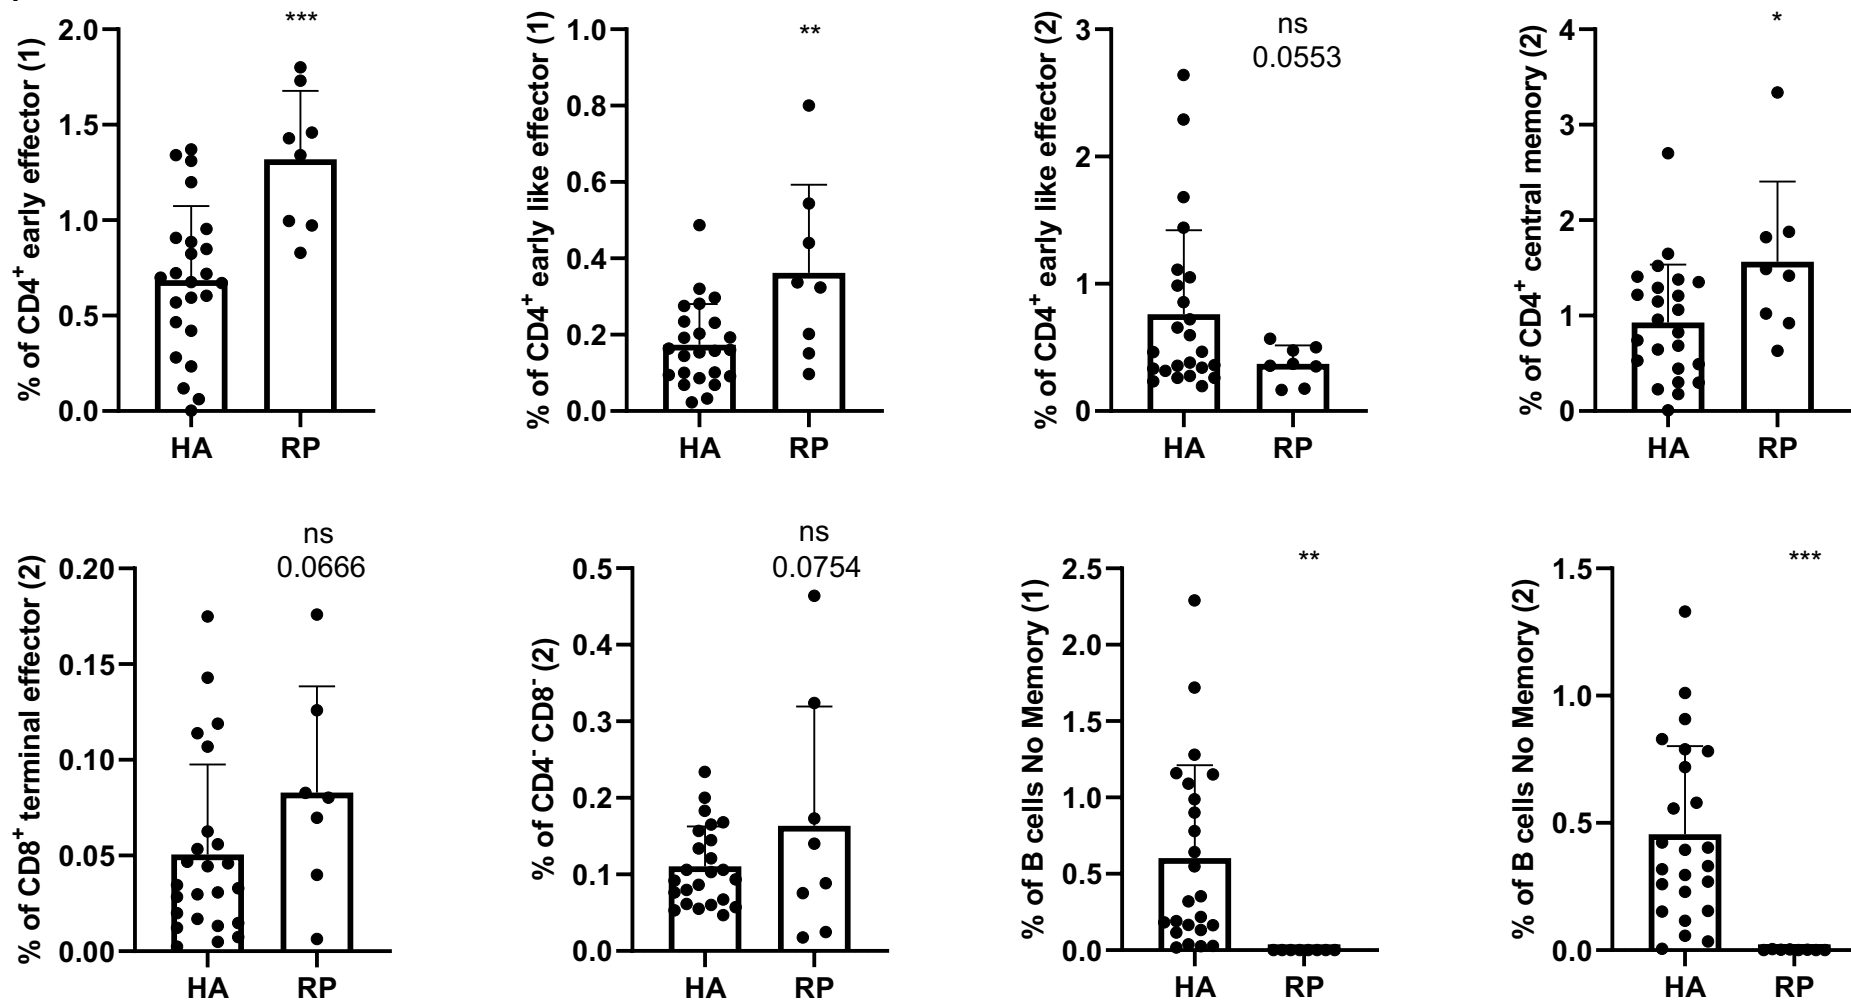 ***
% of CD4+ early effector (1)
2.0
1.5
1.0
0.5
0.0
HA RP
**
% of CD4+ early like effector (1)
1.0
0.8
0.6
0.4
0.2
0.0
HA RP
ns
0.0553
% of CD4+ early like effector (2)
3
2
1
0
HA RP
*
% of CD4+ central memory (2)
4
3
2
1
0
HA RP
ns
0.0666
% of CD8+ terminal effector (2)
0.20
0.15
0.10
0.05
0.00
HA RP
ns
0.0754
% of CD4- CD8- (2)
0.5
0.4
0.3
0.2
0.1
0.0
HA RP
**
% of B cells No Memory (1)
2.5
2.0
1.5
1.0
0.5
0.0
HA RP
***
% of B cells No Memory (2)
1.5
1.0
0.5
0.0
HA RP